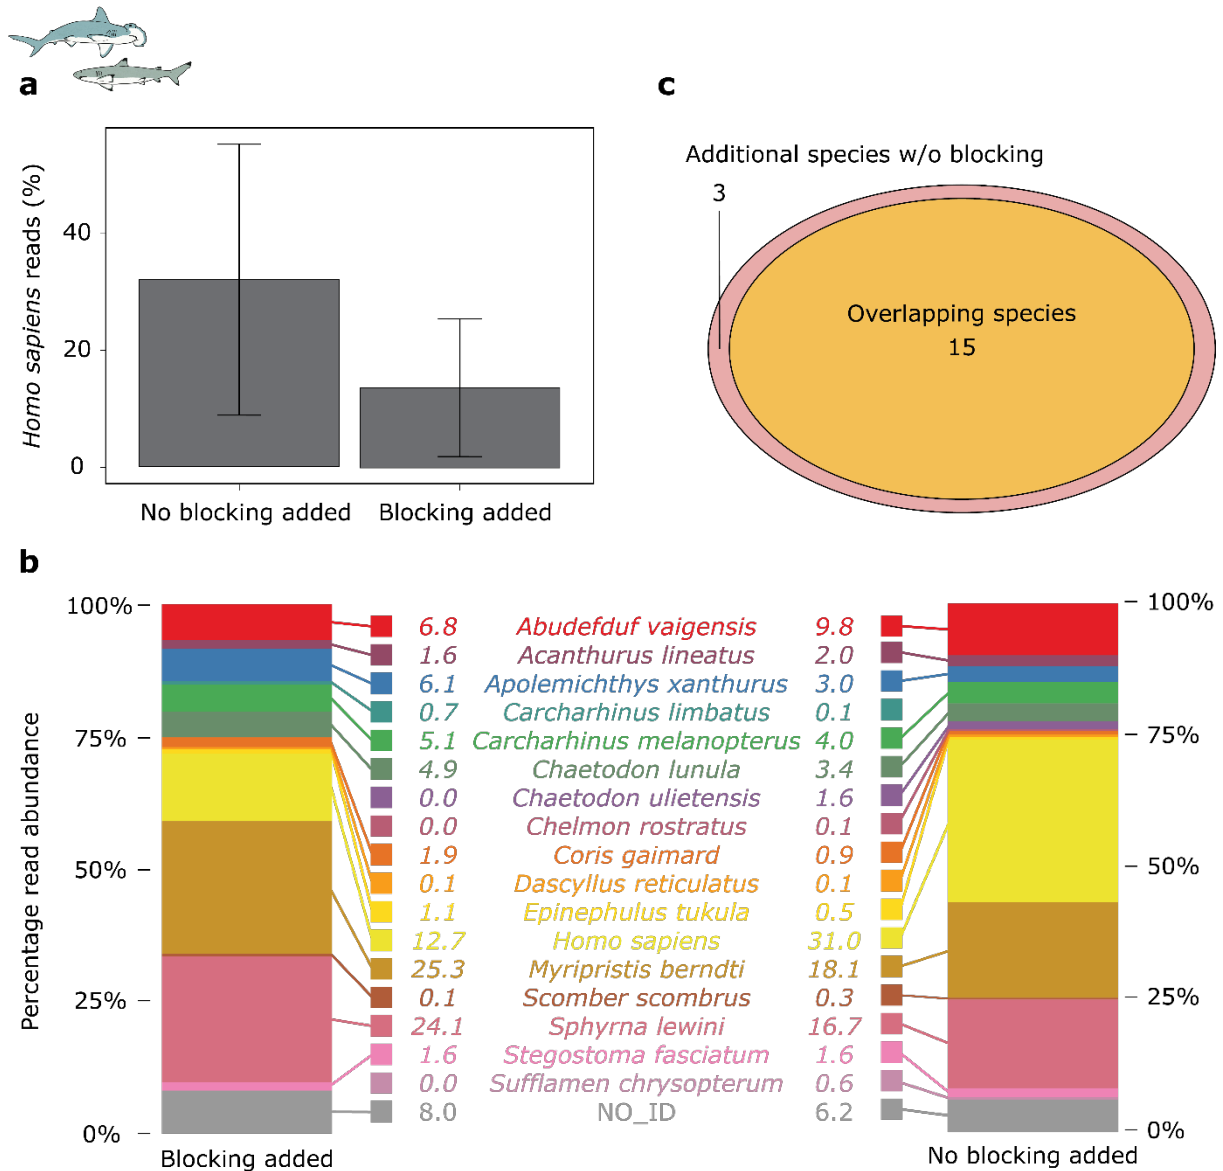 a
Homo sapiens reads (%)
40
20
0
No blocking added
Blocking added
c
Additional species w/o blocking
3
Overlapping species
15
b
Percentage read abundance
100%
75%
50%
25%
0%
Blocking added
6.8 Abudefduf vaigensis 9.8
1.6 Acanthurus lineatus 2.0
6.1 Apolemichthys xanthurus 3.0
0.7 Carcharhinus limbatus 0.1
5.1 Carcharhinus melanopterus 4.0
4.9 Chaetodon lunula 3.4
0.0 Chaetodon ulietensis 1.6
0.0 Chelmon rostratus 0.1
1.9 Coris gaimard 0.9
0.1 Dascyllus reticulatus 0.1
1.1 Epinephulus tukula 0.5
12.7 Homo sapiens 31.0
25.3 Myripristis berndti 18.1
0.1 Scomber scombrus 0.3
24.1 Sphyrna lewini 16.7
1.6 Stegostoma fasciatum 1.6
0.0 Sufflamen chrysopterum 0.6
8.0 NO_ID 6.2
100%
75%
50%
25%
0%
No blocking added